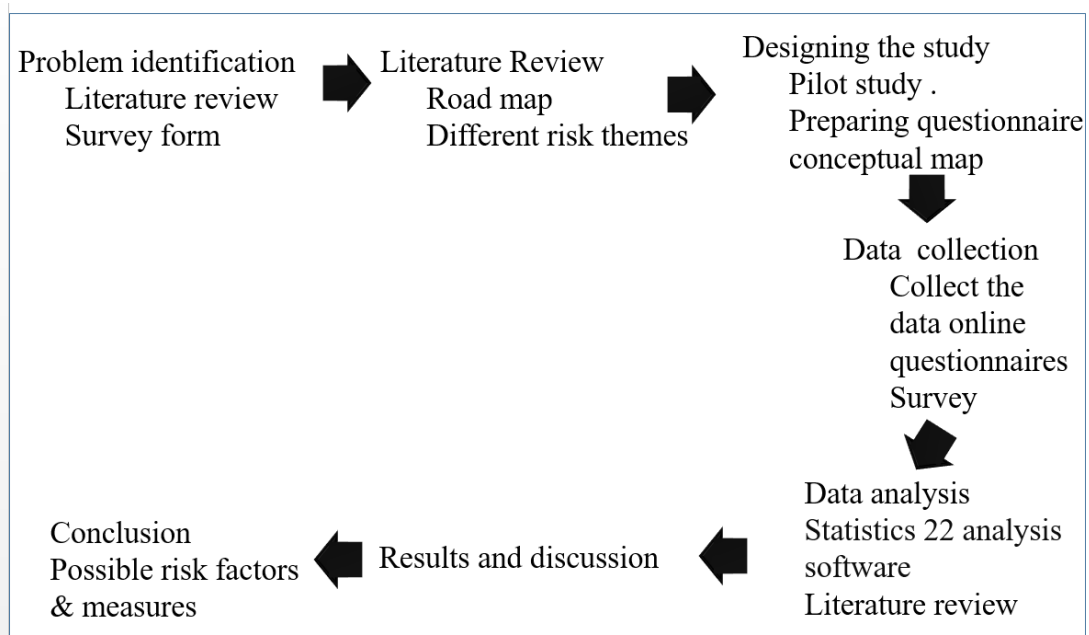 Problem identification
Literature review
Survey form
Literature Review
Road map
Different risk themes
Designing the study
Pilot study .
Preparing questionnaire
conceptual map
Data collection
Collect the
data online
questionnaires
Survey
Data analysis
Statistics 22 analysis
software
Literature review
Results and discussion
Conclusion
Possible risk factors
& measures